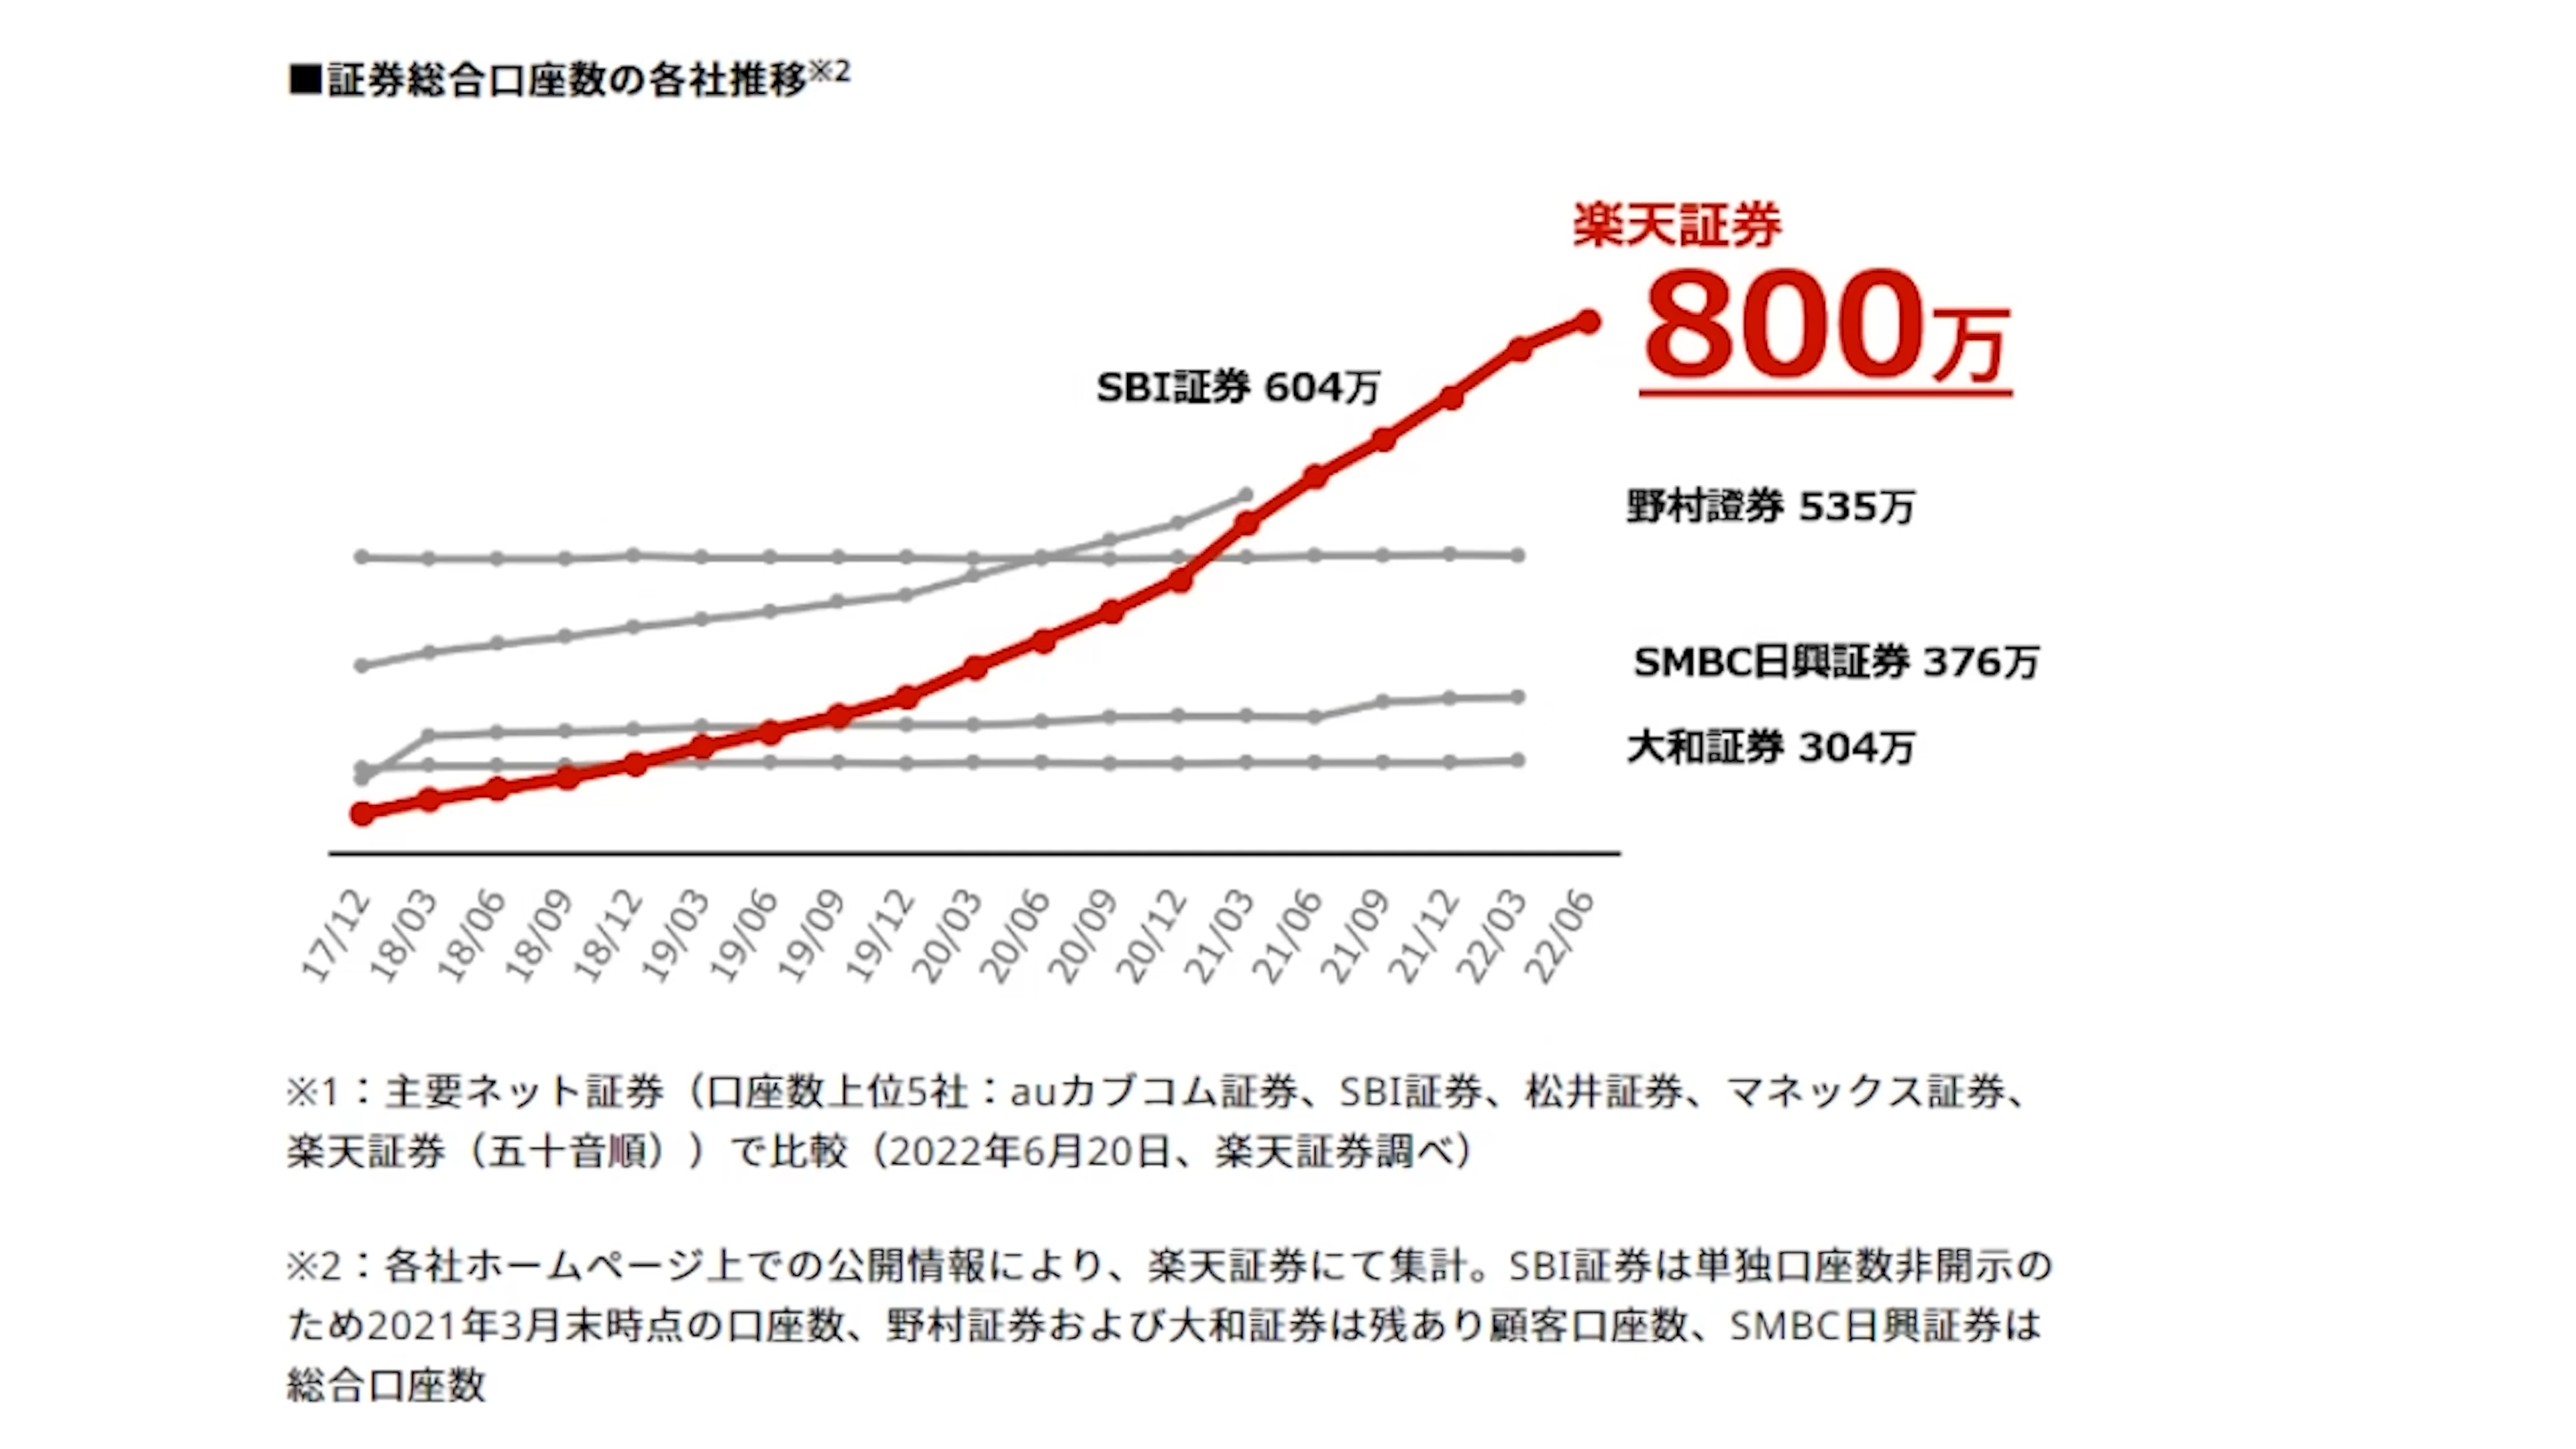 ■証券総合口座数の各社推移※2
楽天証券
800万
SBI証券 604万
野村證券 535万
SMBC日興証券 376万
大和証券 304万
17/12
18/03
18/06
18/09
18/12
19/03
19/06
19/09
19/12
20/03
20/06
20/09
20/12
21/03
21/06
21/09
21/12
22/03
22/06
※1：主要ネット証券（口座数上位5社：auカブコム証券、SBI証券、松井証券、マネックス証券、
楽天証券（五十音順））で比較（2022年6月20日、楽天証券調べ）
※2：各社ホームページ上での公開情報により、楽天証券にて集計。SBI証券は単独口座数非開示の
ため2021年3月末時点の口座数、野村証券および大和証券は残あり顧客口座数、SMBC日興証券は
総合口座数